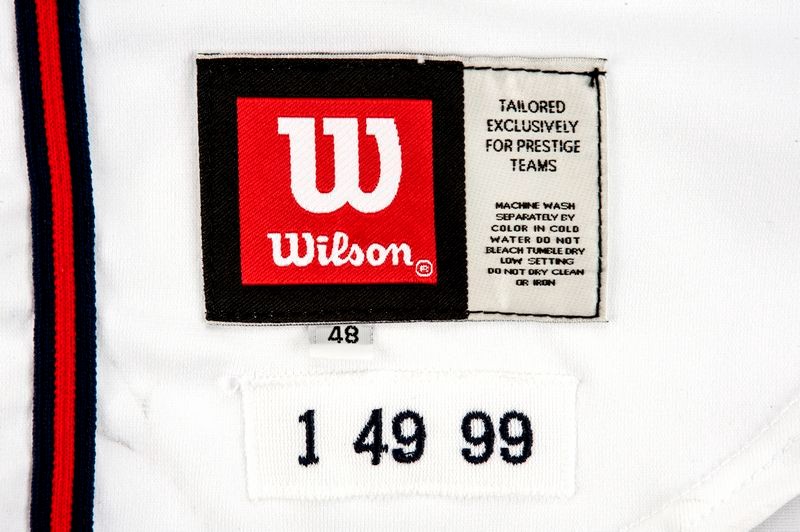 W
Wilson ®
TAILORED
EXCLUSIVELY
FOR PRESTIGE
TEAMS
MACHINE WASH
SEPARATELY BY
COLOR IN COLD
WATER DO NOT
BLEACH TUMBLE DRY
LOW SETTING
DO NOT DRY CLEAN
OR IRON
48
1 49 99